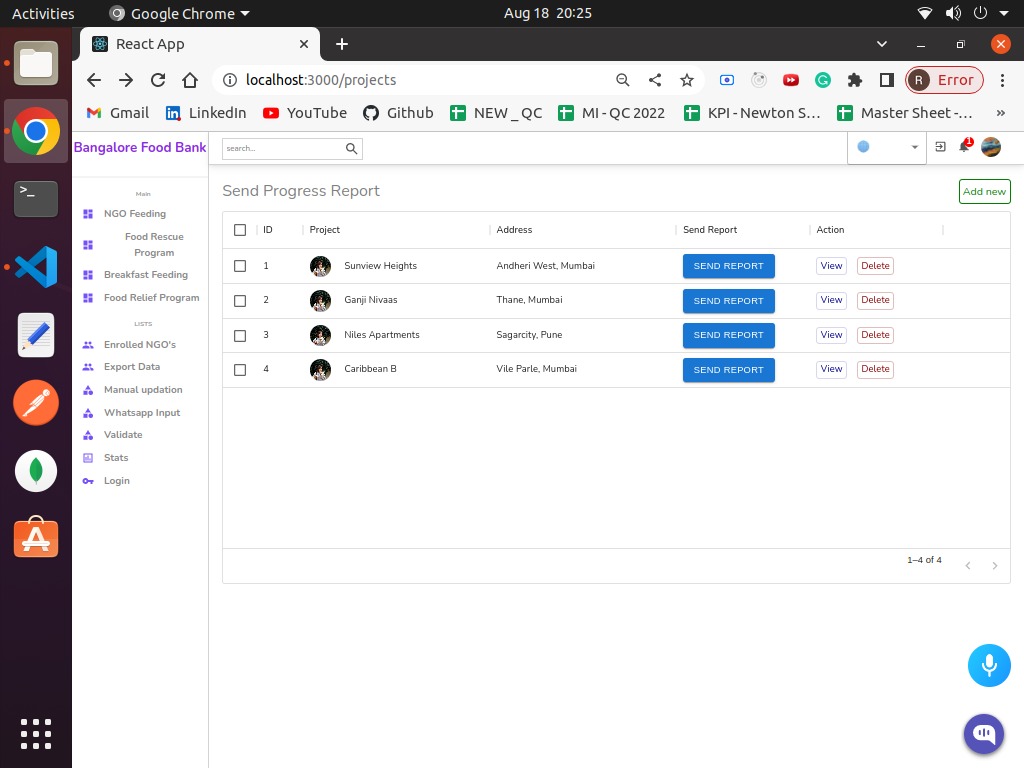 Activities Google Chrome Aug 18 20:25
React App
localhost:3000/projects R Error
Gmail LinkedIn YouTube Github NEW _ QC MI - QC 2022 KPI - Newton S... Master Sheet -... »
Bangalore Food Bank
search...
1
Main
NGO Feeding
Food Rescue
Program
Breakfast Feeding
Food Relief Program
LISTS
Enrolled NGO's
Export Data
Manual updation
Whatsapp Input
Validate
Stats
Login
Send Progress Report
Add new
ID Project Address Send Report Action
1 Sunview Heights Andheri West, Mumbai SEND REPORT View Delete
2 Ganji Nivaas Thane, Mumbai SEND REPORT View Delete
3 Niles Apartments Sagarcity, Pune SEND REPORT View Delete
4 Caribbean B Vile Parle, Mumbai SEND REPORT View Delete
1–4 of 4